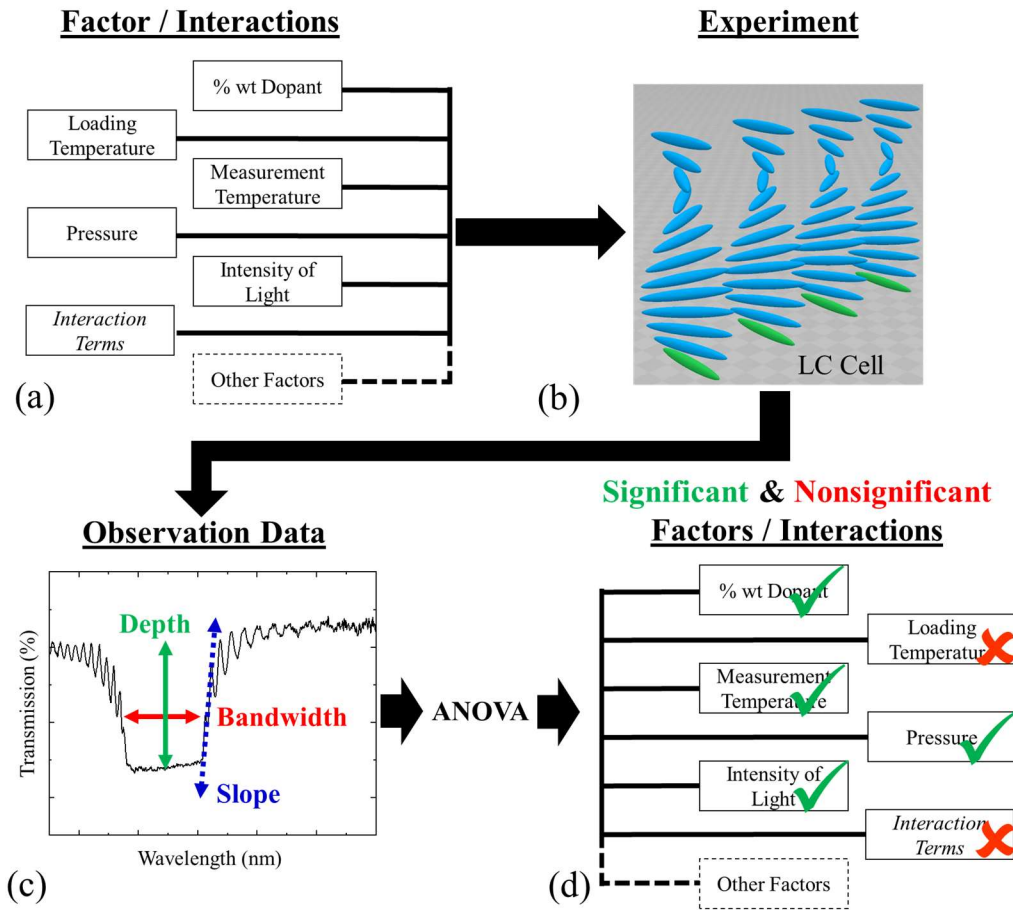 Factor / Interactions
% wt Dopant
Loading
Temperature
Measurement
Temperature
Pressure
Intensity of
Light
Interaction
Terms
Other Factors
(a)
Experiment
LC Cell
(b)
Observation Data
Depth
Bandwidth
Slope
Transmission (%)
Wavelength (nm)
(c)
ANOVA
Significant & Nonsignificant
Factors / Interactions
% wt Dopant
Loading
Temperature
Measurement
Temperature
Pressure
Intensity of
Light
Interaction
Terms
Other Factors
(d)